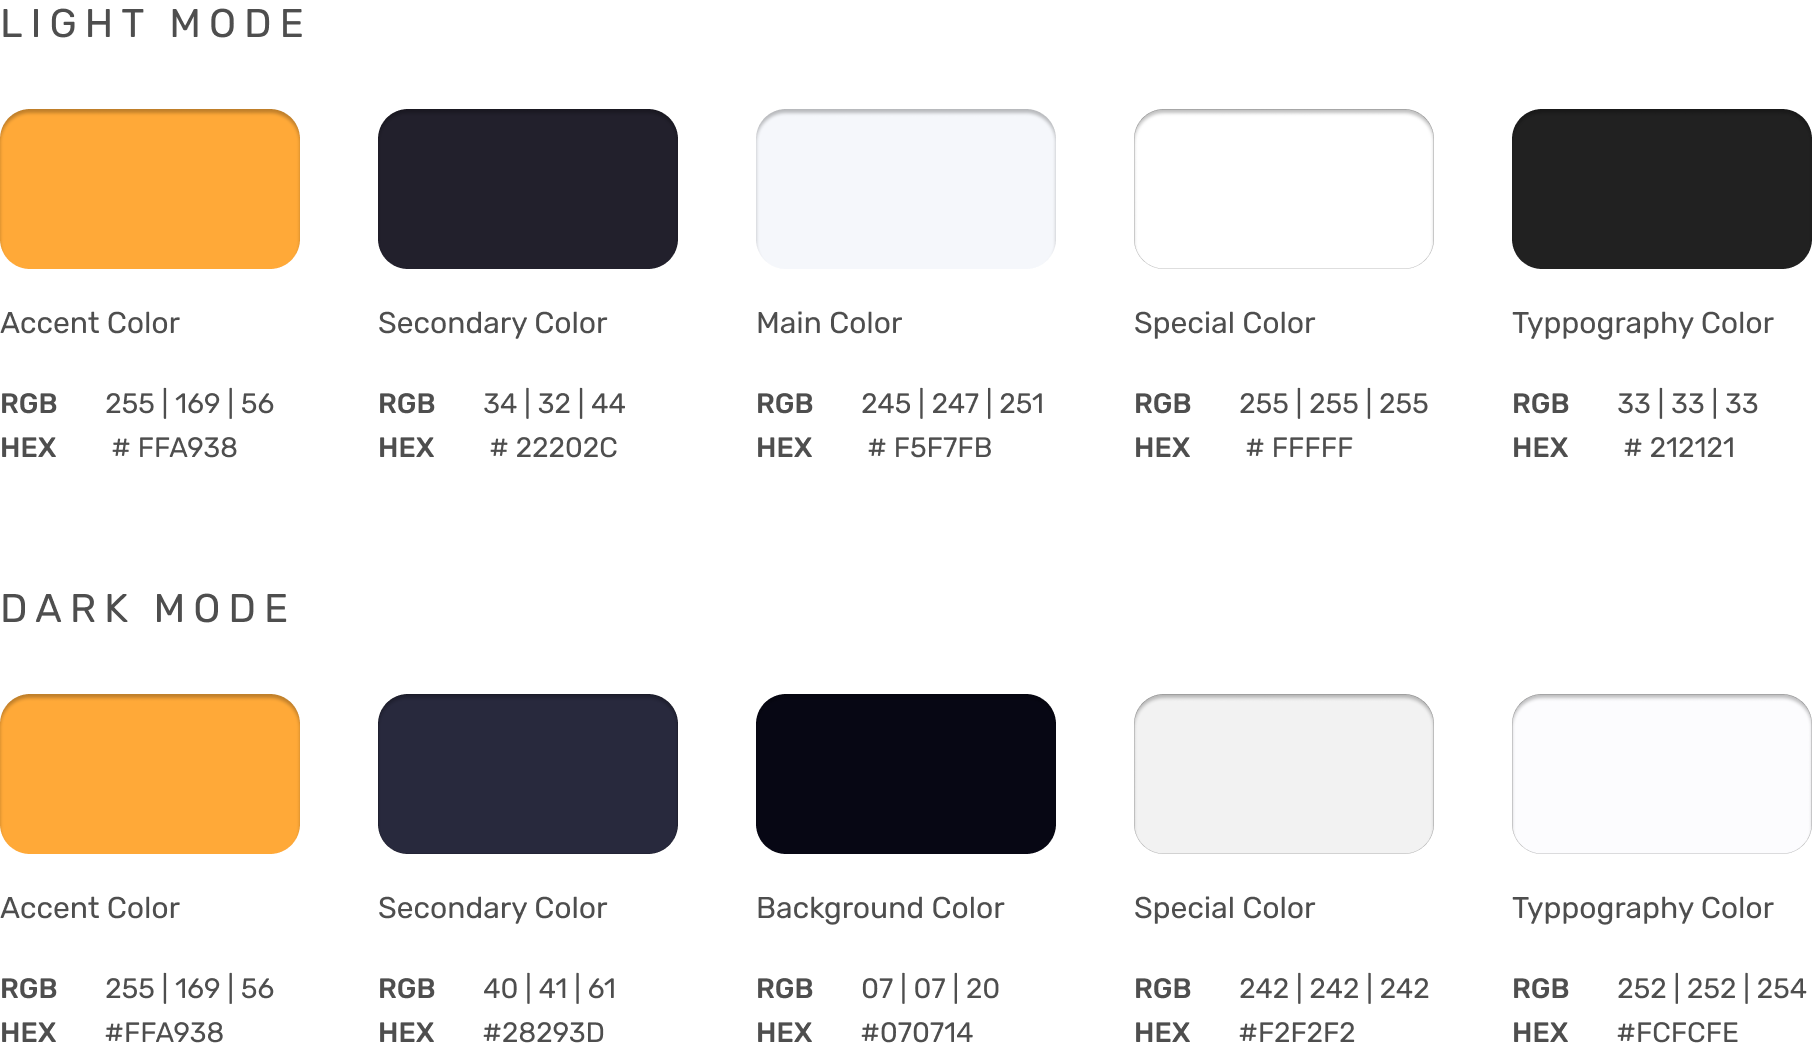 LIGHT MODE
Accent Color
Secondary Color
Main Color
Special Color
Typpography Color
RGB 255 | 169 | 56
HEX # FFA938
RGB 34 | 32 | 44
HEX # 22202C
RGB 245 | 247 | 251
HEX # F5F7FB
RGB 255 | 255 | 255
HEX # FFFFF
RGB 33 | 33 | 33
HEX # 212121
DARK MODE
Accent Color
Secondary Color
Background Color
Special Color
Typpography Color
RGB 255 | 169 | 56
HEX #FFA938
RGB 40 | 41 | 61
HEX #28293D
RGB 07 | 07 | 20
HEX #070714
RGB 242 | 242 | 242
HEX #F2F2F2
RGB 252 | 252 | 254
HEX #FCFCFE